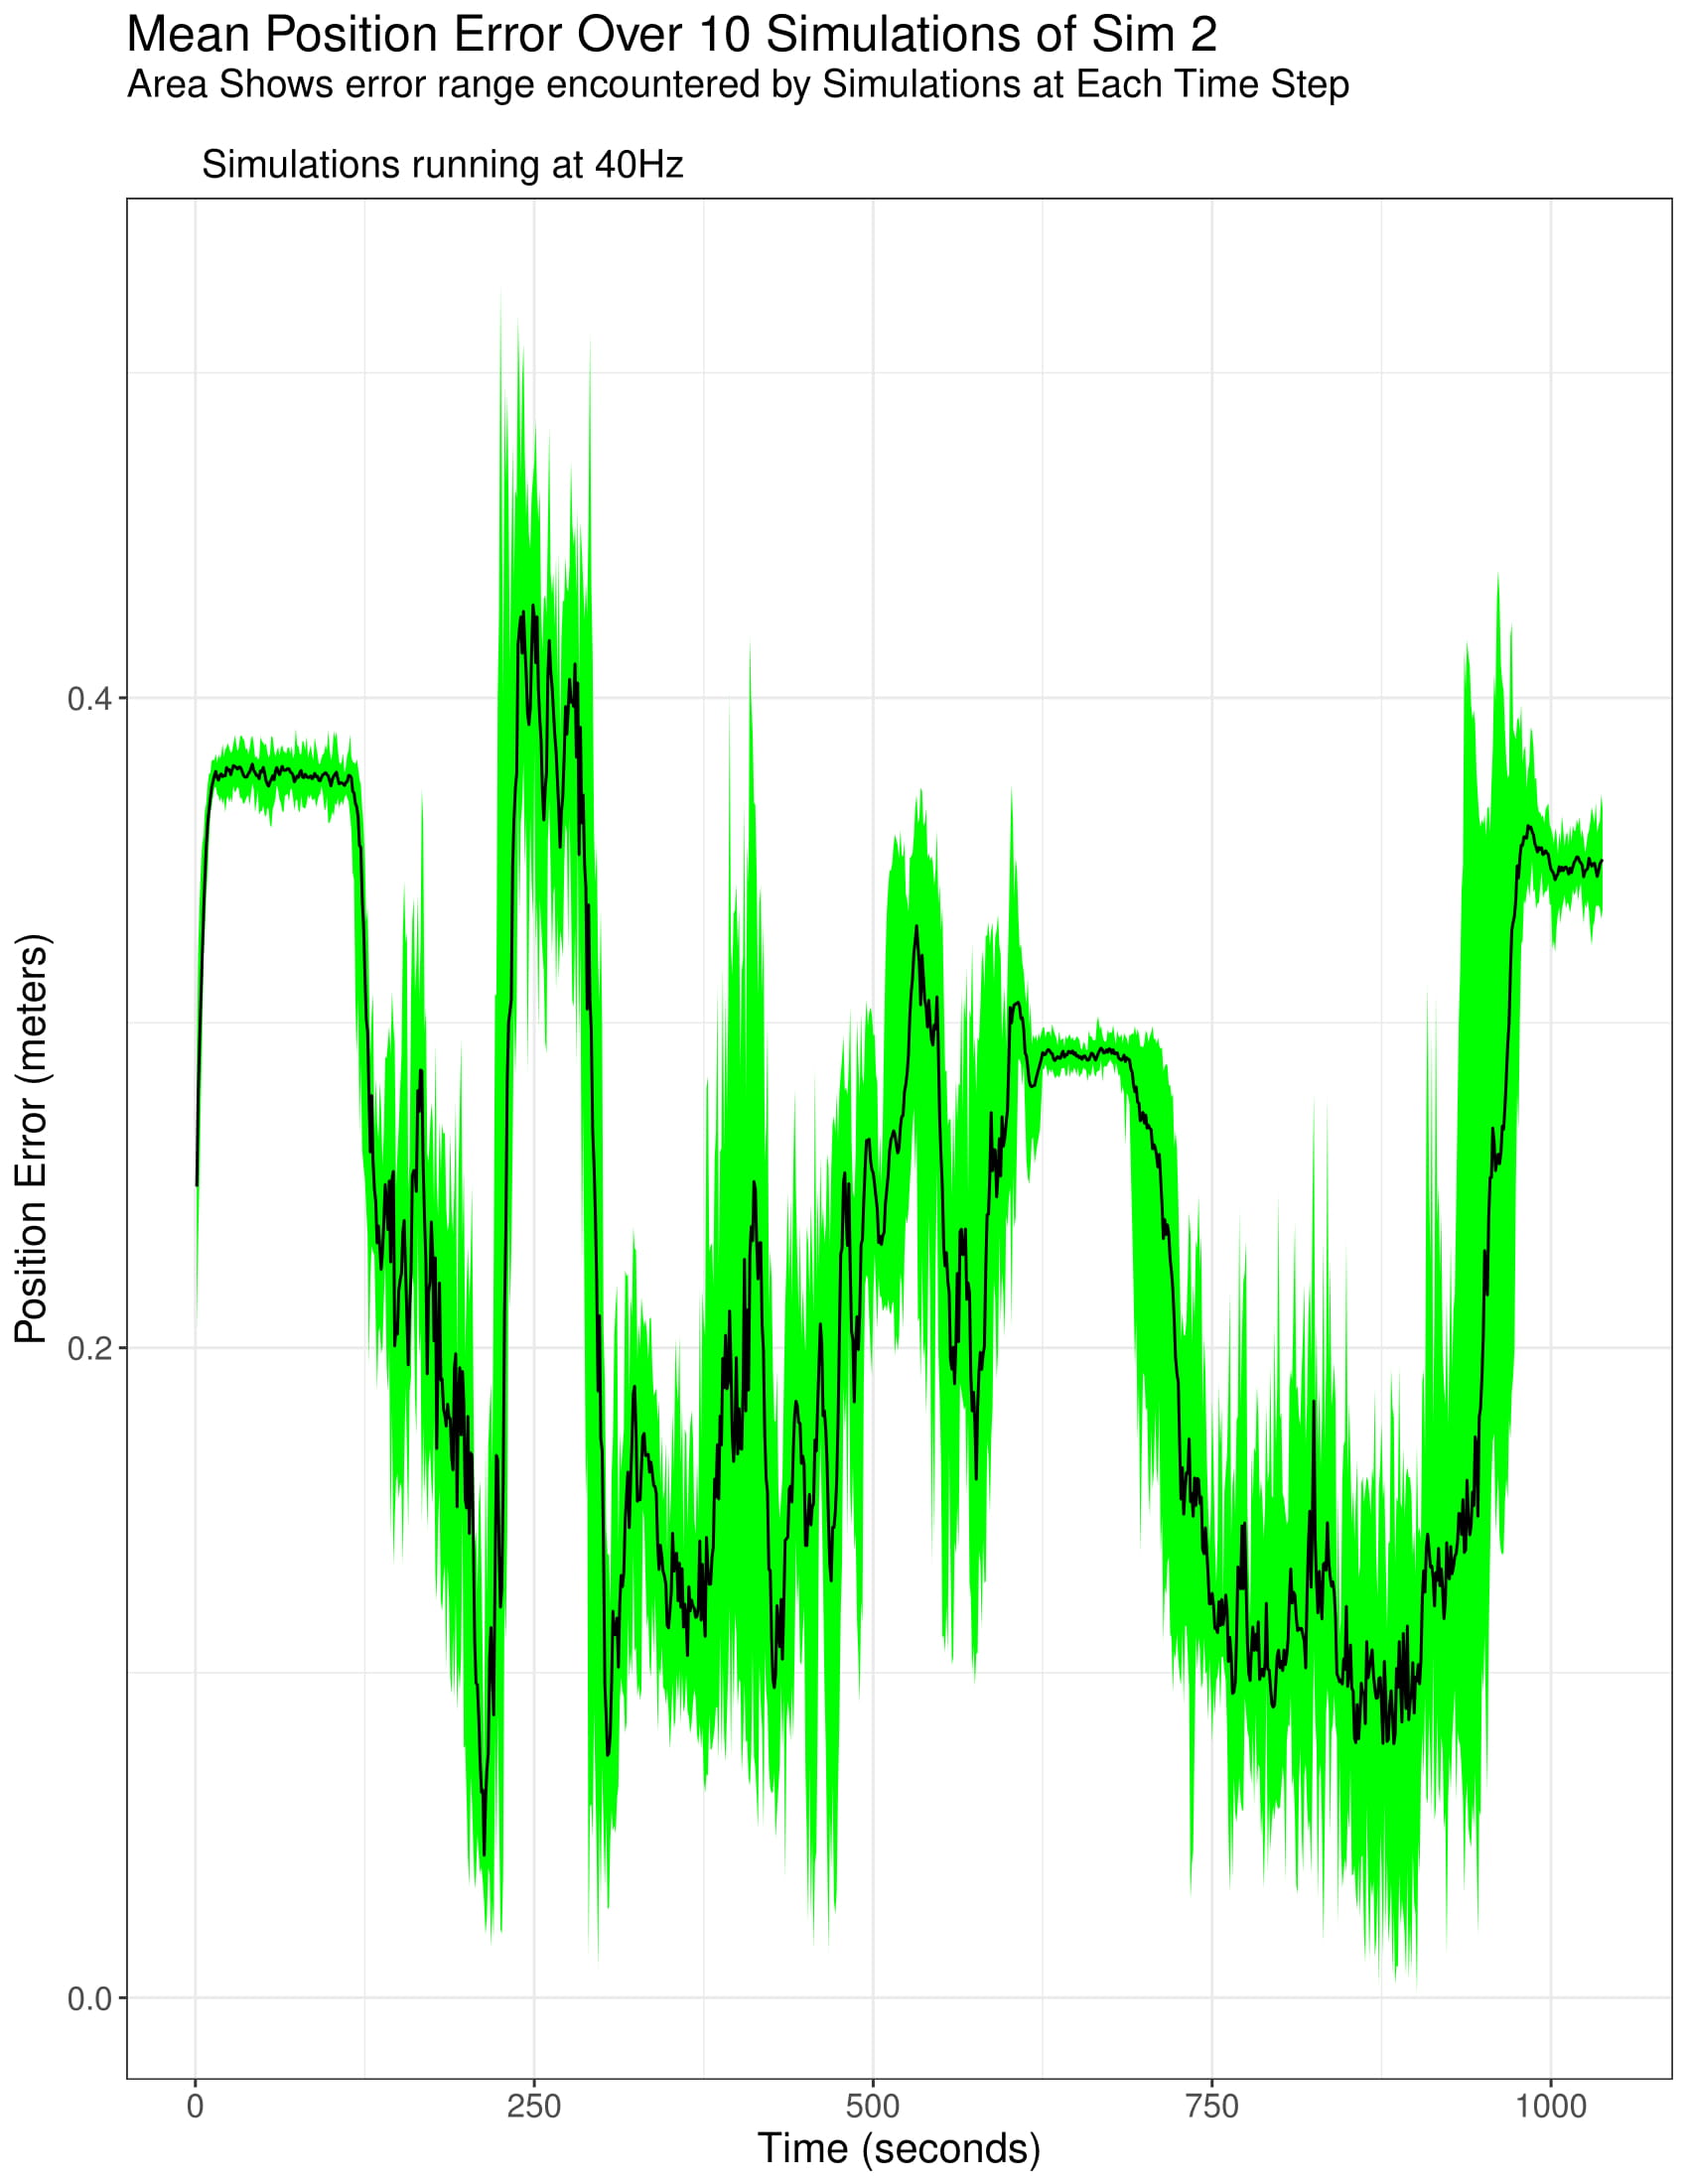 Mean Position Error Over 10 Simulations of Sim 2
Area Shows error range encountered by Simulations at Each Time Step
Simulations running at 40Hz
Position Error (meters)
0.4
0.2
0.0
0
250
500
750
1000
Time (seconds)